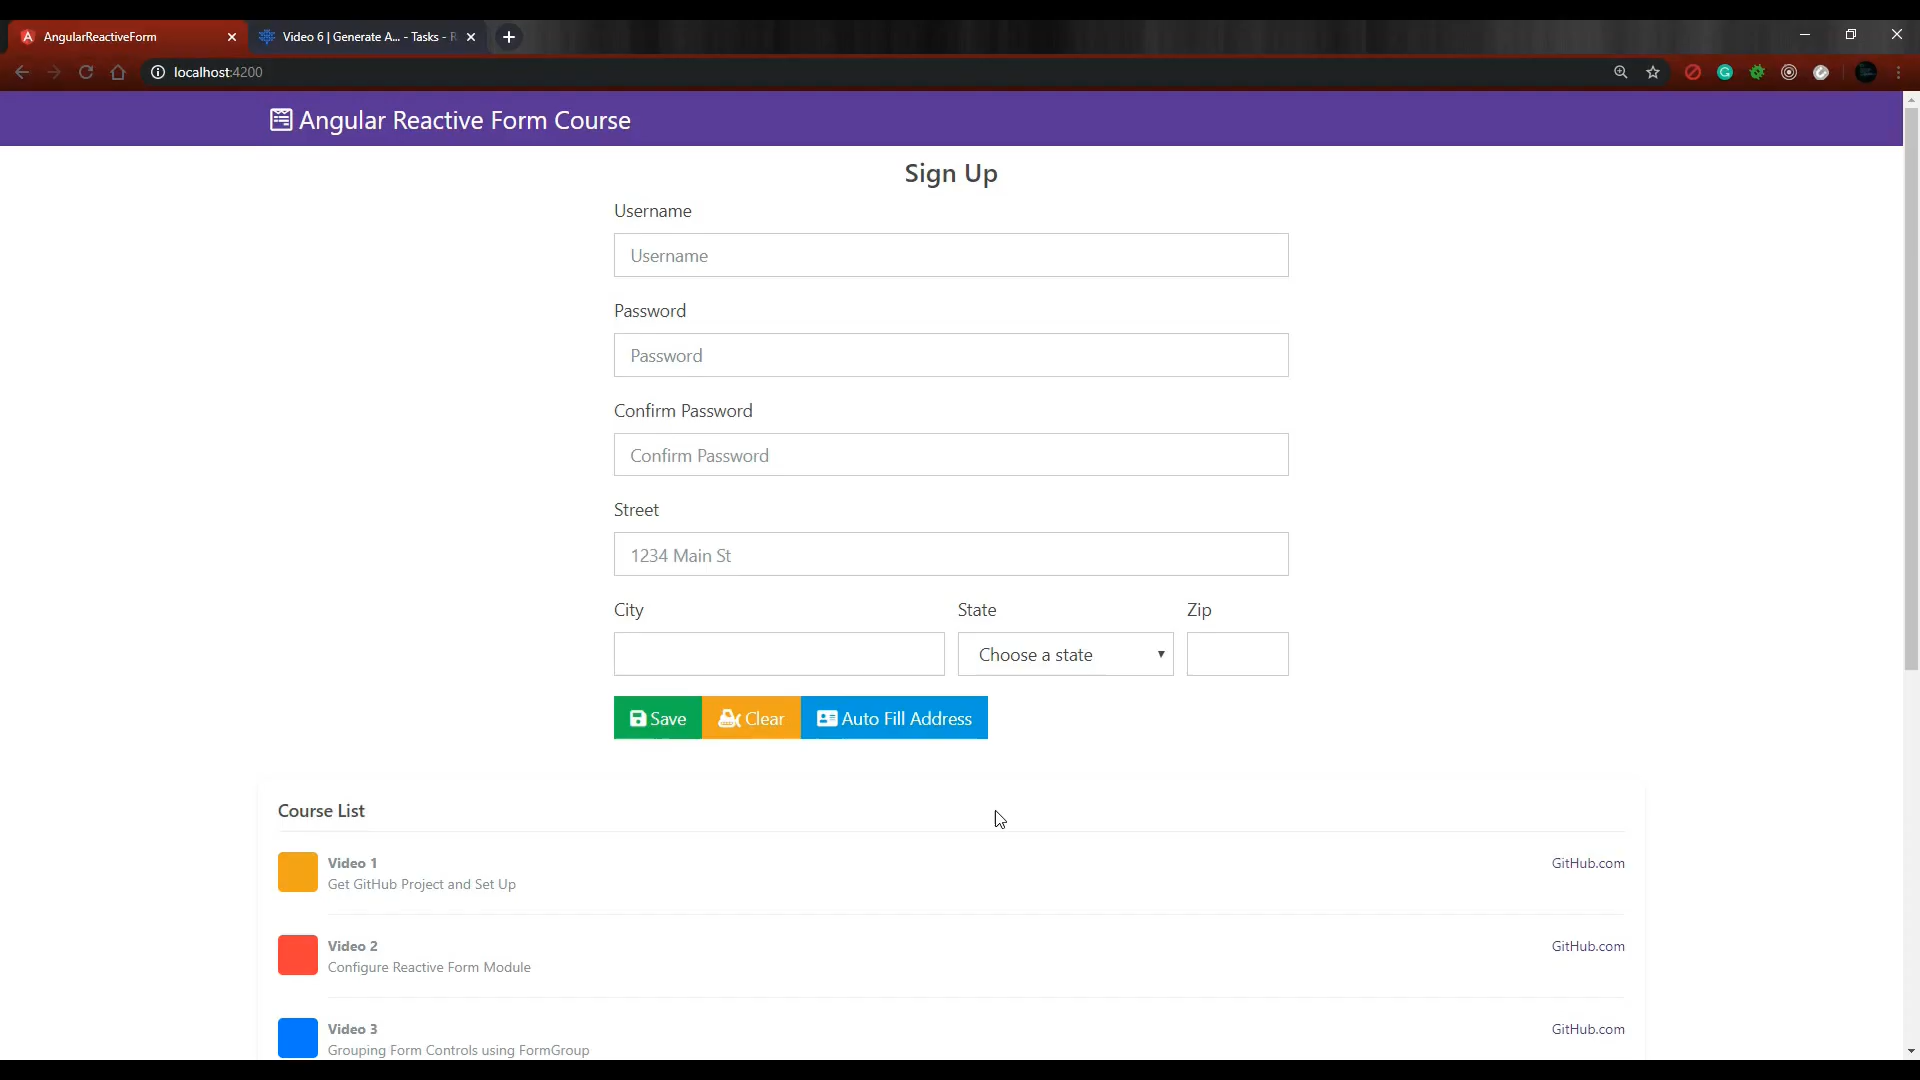 AngularReactiveForm
Video 6 | Generate A... - Tasks - R
localhost:4200
Angular Reactive Form Course
Sign Up
Username
Username
Password
Password
Confirm Password
Confirm Password
Street
1234 Main St
City State Zip
Choose a state
Save Clear Auto Fill Address
Course List
Video 1 GitHub.com
Get GitHub Project and Set Up
Video 2 GitHub.com
Configure Reactive Form Module
Video 3 GitHub.com
Grouping Form Controls using FormGroup